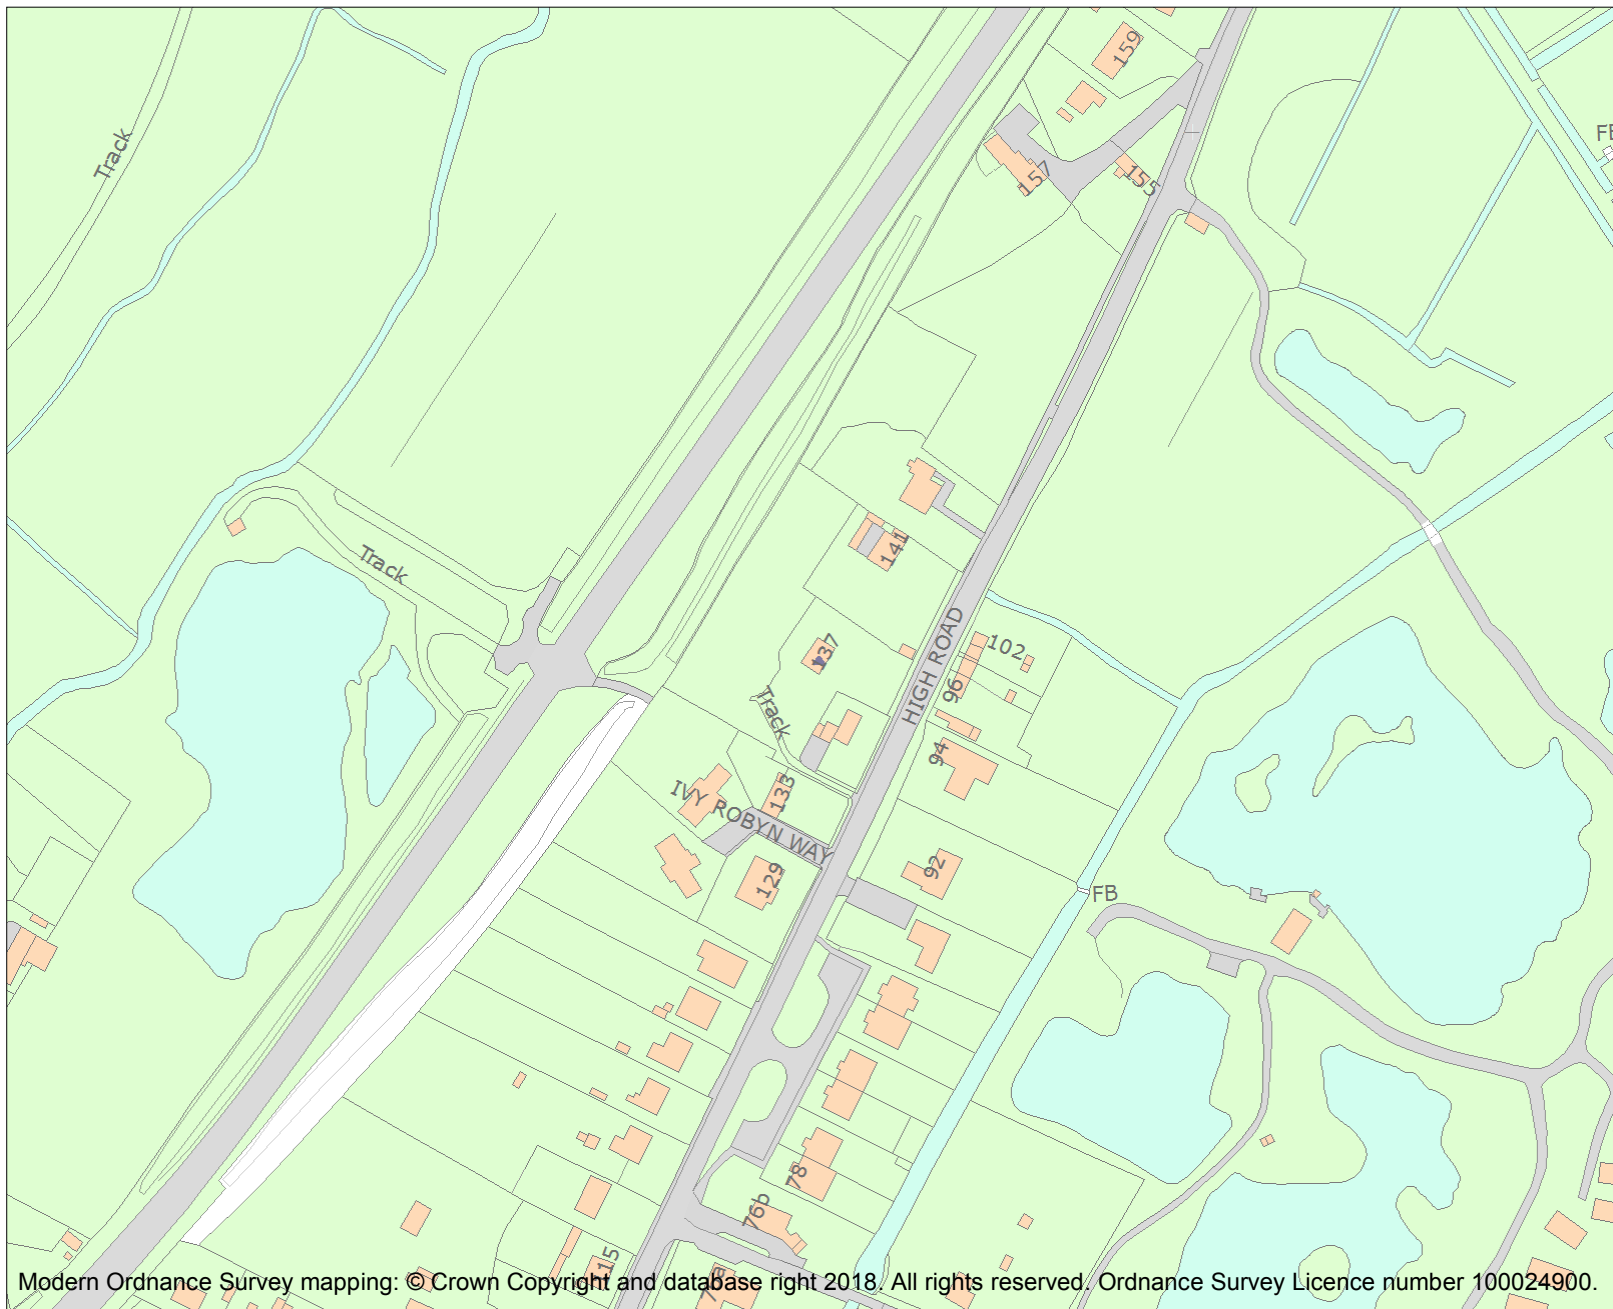 159
Track
FB
157
155
141
Track
137
HIGH ROAD
102
96
Track
94
133
IVY ROBYN WAY
129
92
FB
78
76b
115
Modern Ordnance Survey mapping: © Crown Copyright and database right 2018. All rights reserved. Ordnance Survey Licence number 100024900.